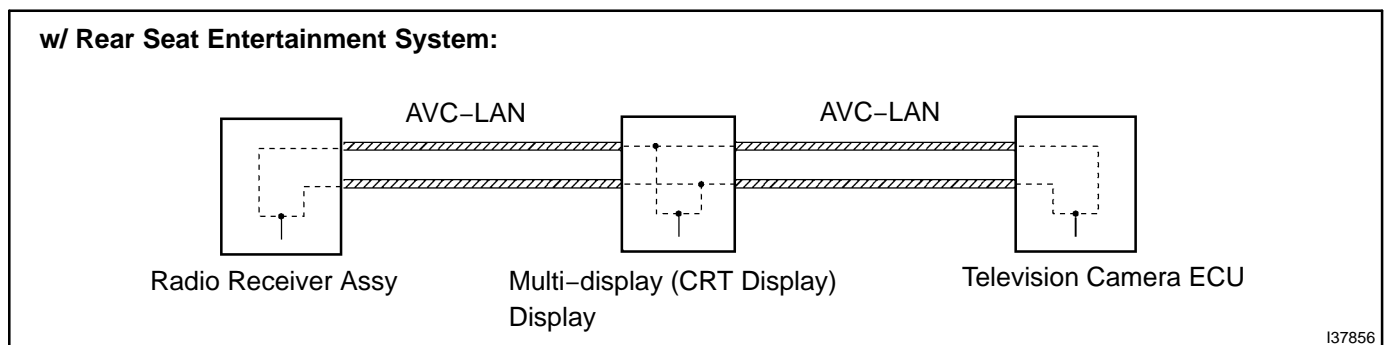 w/ Rear Seat Entertainment System:
AVC−LAN
AVC−LAN
Radio Receiver Assy
Multi−display (CRT Display)
Display
Television Camera ECU
I37856